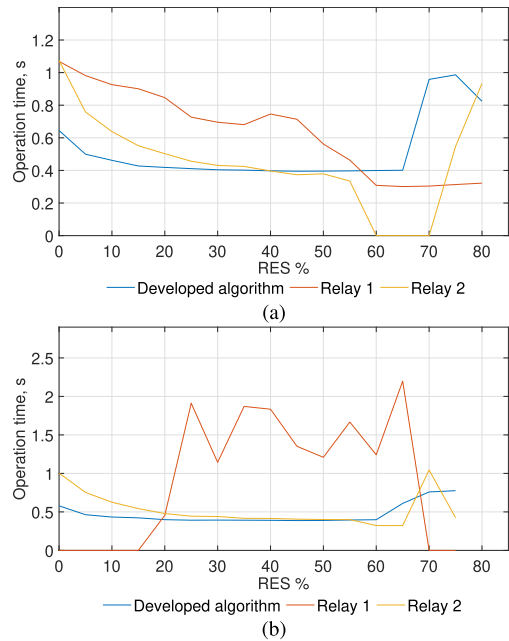 1.2
1
0.8
0.6
0.4
0.2
0
Operation time, s
0 10 20 30 40 50 60 70 80
RES %
Developed algorithm Relay 1 Relay 2
(a)
2.5
2
1.5
1
0.5
0
Operation time, s
0 10 20 30 40 50 60 70 80
RES %
Developed algorithm Relay 1 Relay 2
(b)